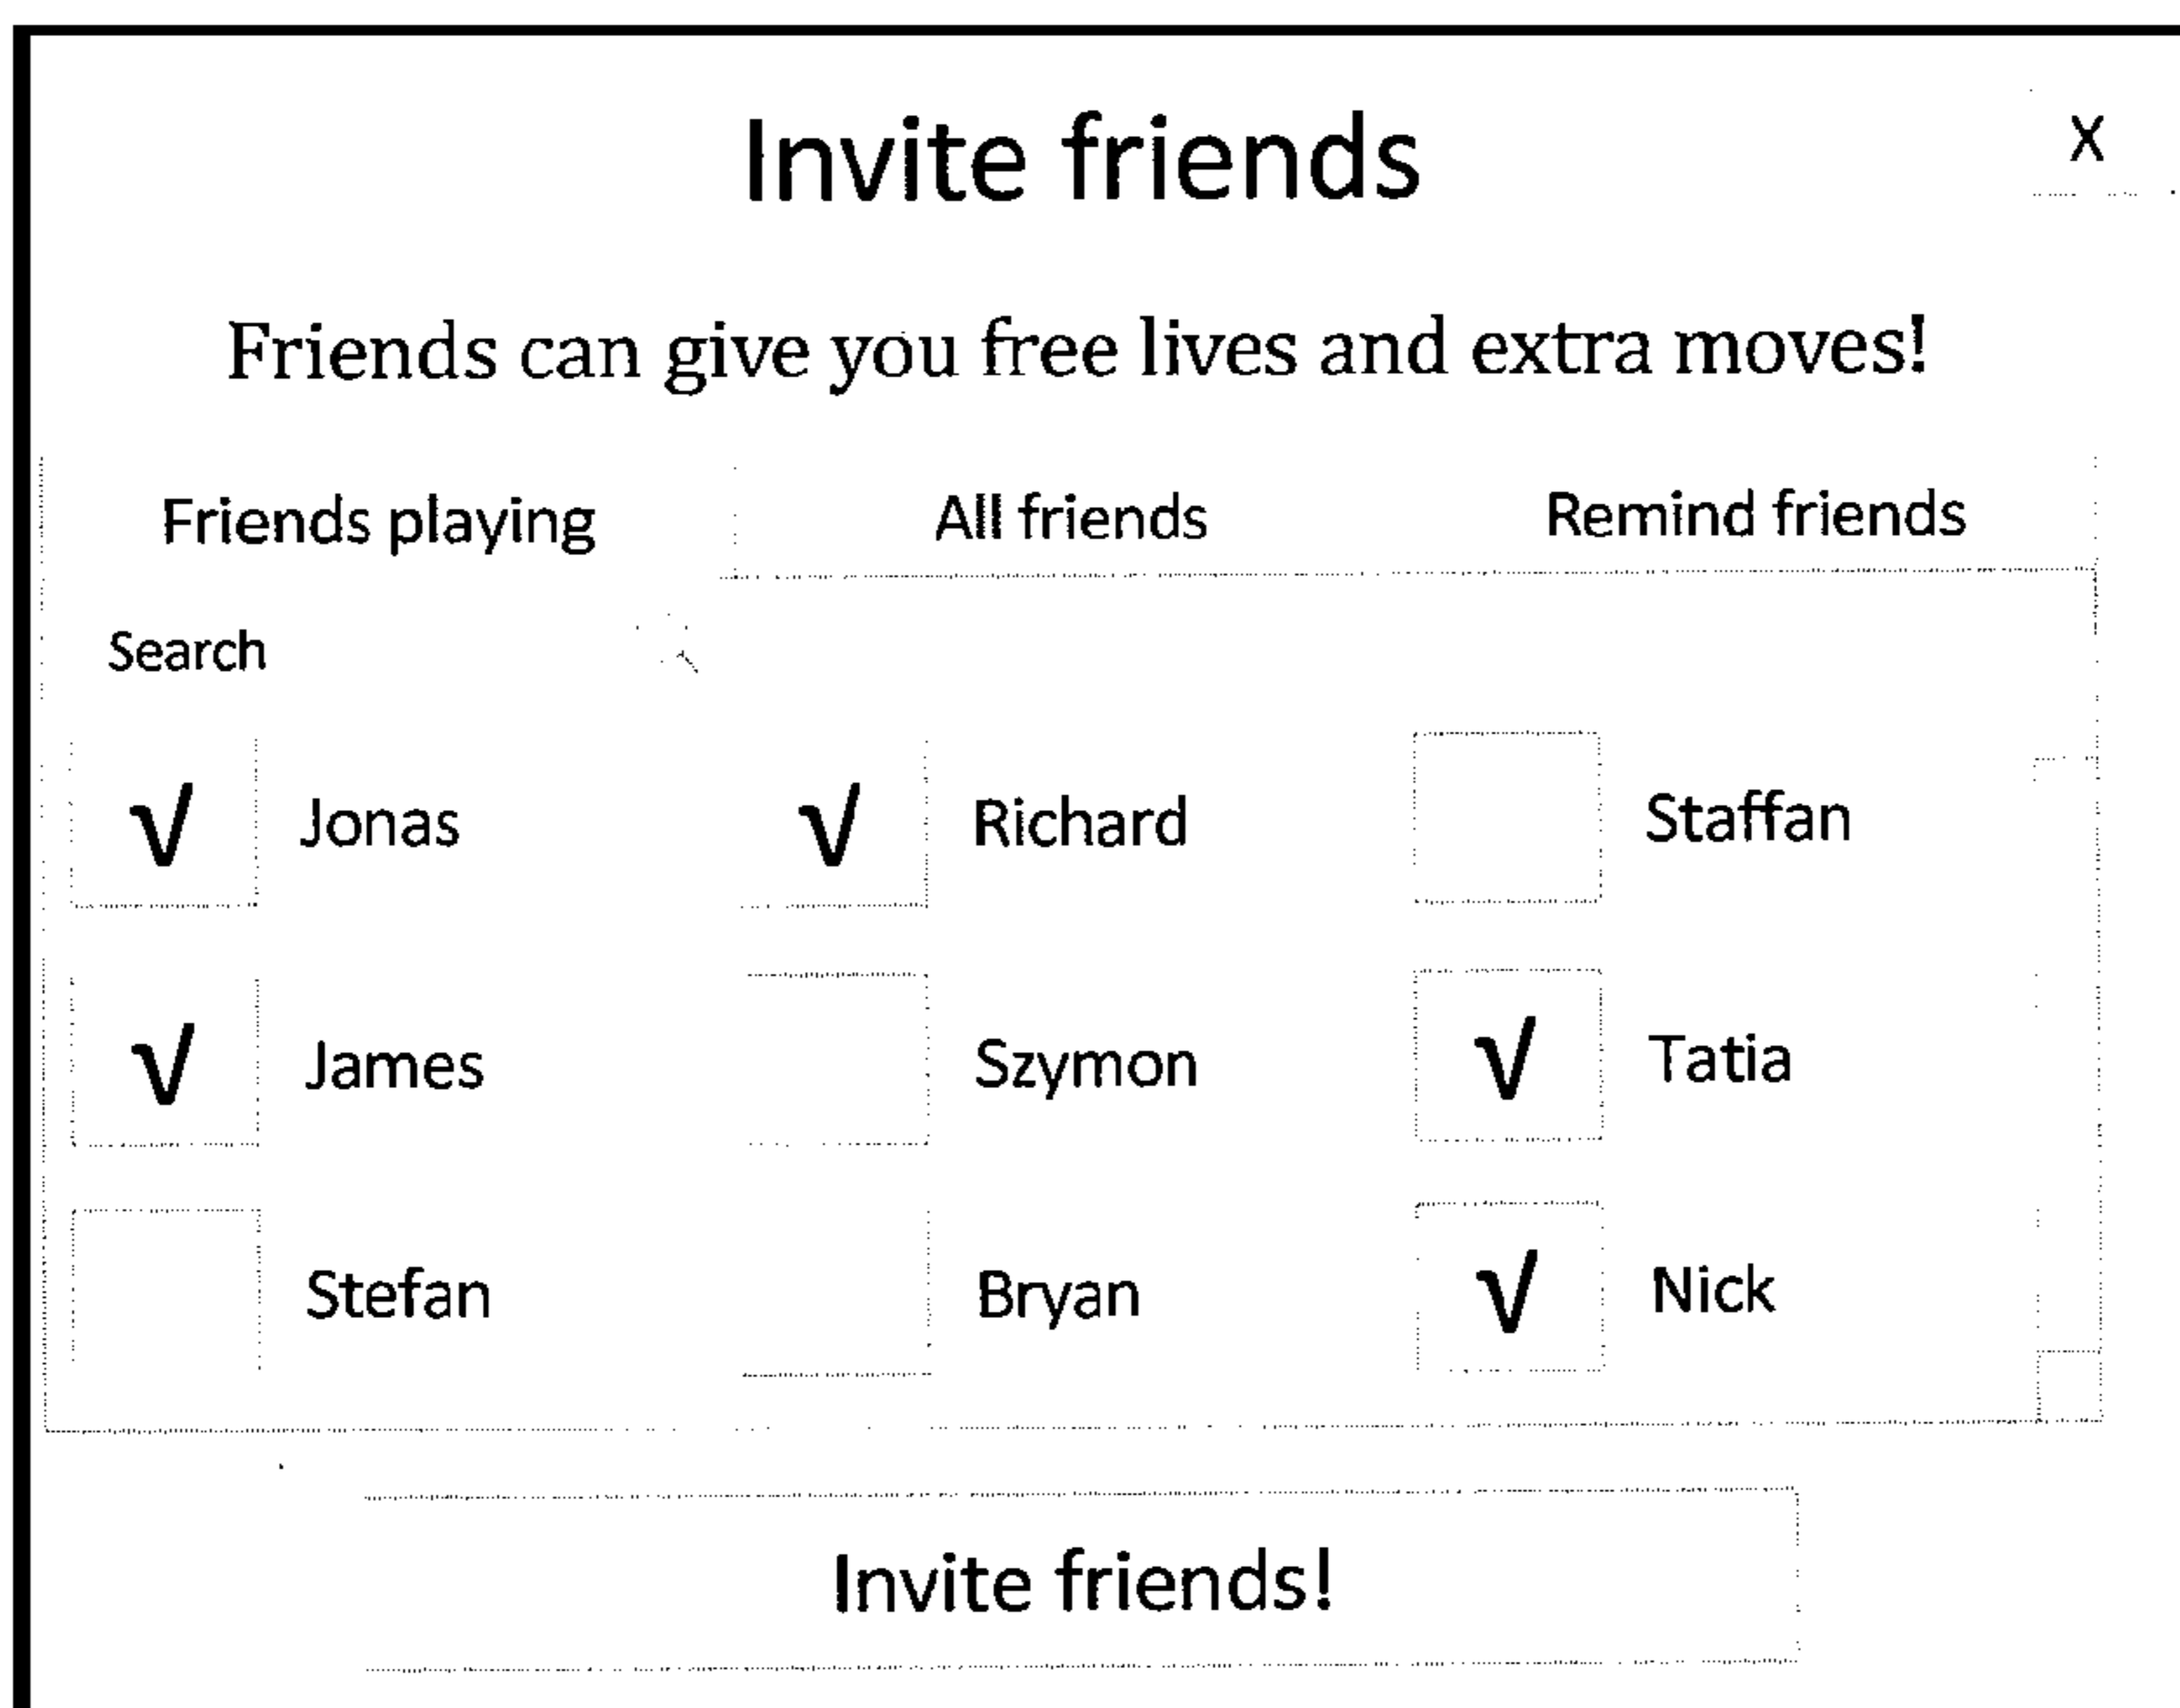 Invite friends
X
Friends can give you free lives and extra moves!
Friends playing All friends Remind friends
Search
√ Jonas √ Richard Staffan
√ James Szymon √ Tatia
Stefan Bryan √ Nick
Invite friends!